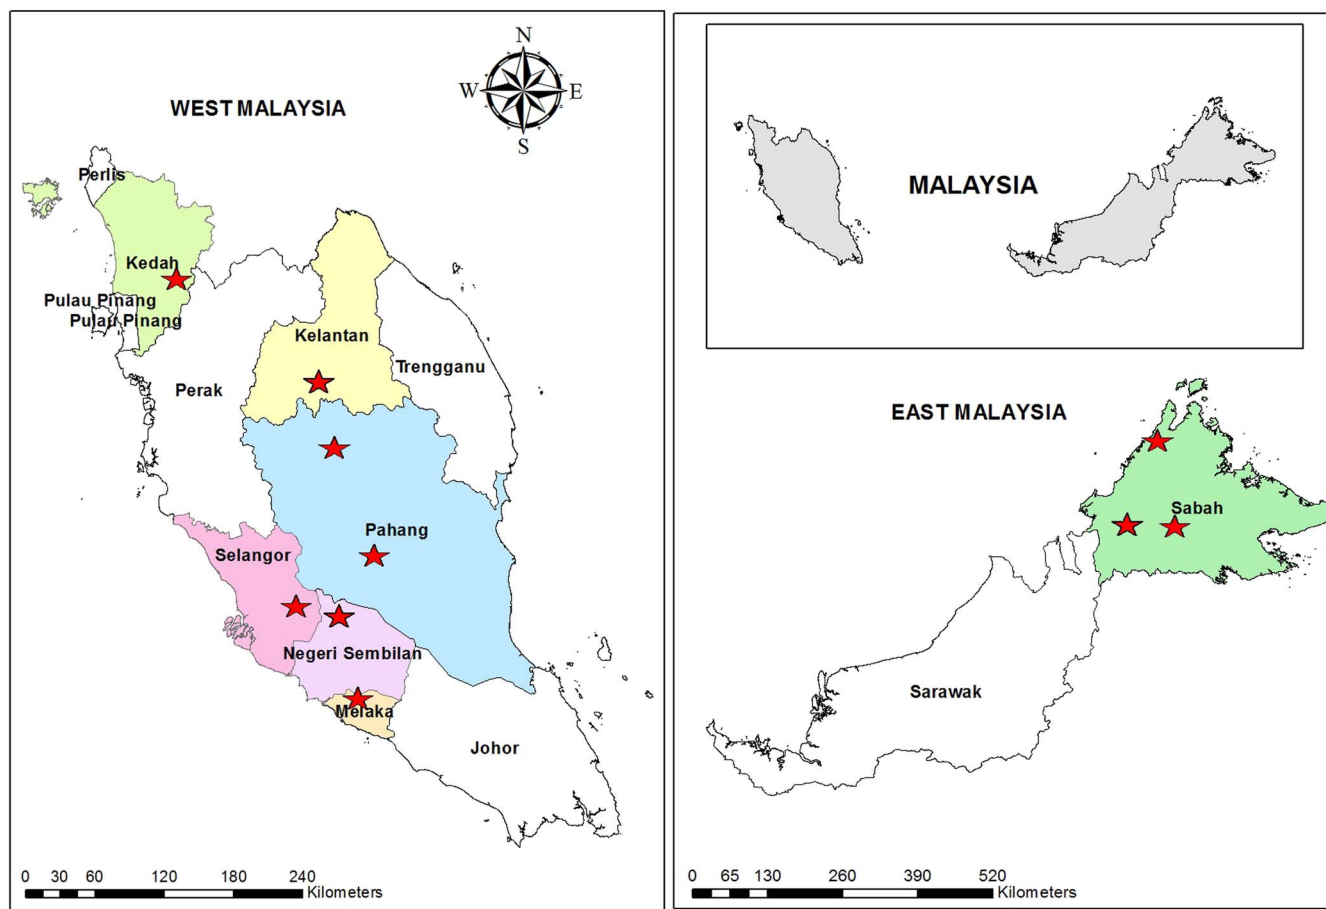 N
W E
S
WEST MALAYSIA
Perlis
Kedah
Pulau Pinang
Pulau Pinang
Kelantan
Trengganu
Perak
Pahang
Selangor
Negeri Sembilan
Melaka
Johor
0 30 60 120 180 240
Kilometers
MALAYSIA
EAST MALAYSIA
Sabah
Sarawak
0 65 130 260 390 520
Kilometers